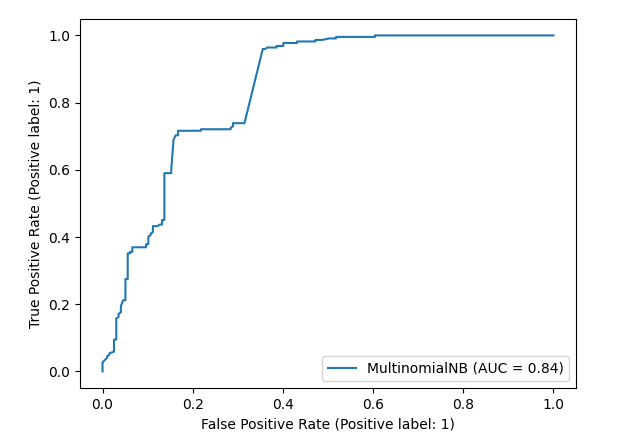 1.0
0.8
0.6
0.4
0.2
0.0
True Positive Rate (Positive label: 1)
MultinomialNB (AUC = 0.84)
0.0 0.2 0.4 0.6 0.8 1.0
False Positive Rate (Positive label: 1)